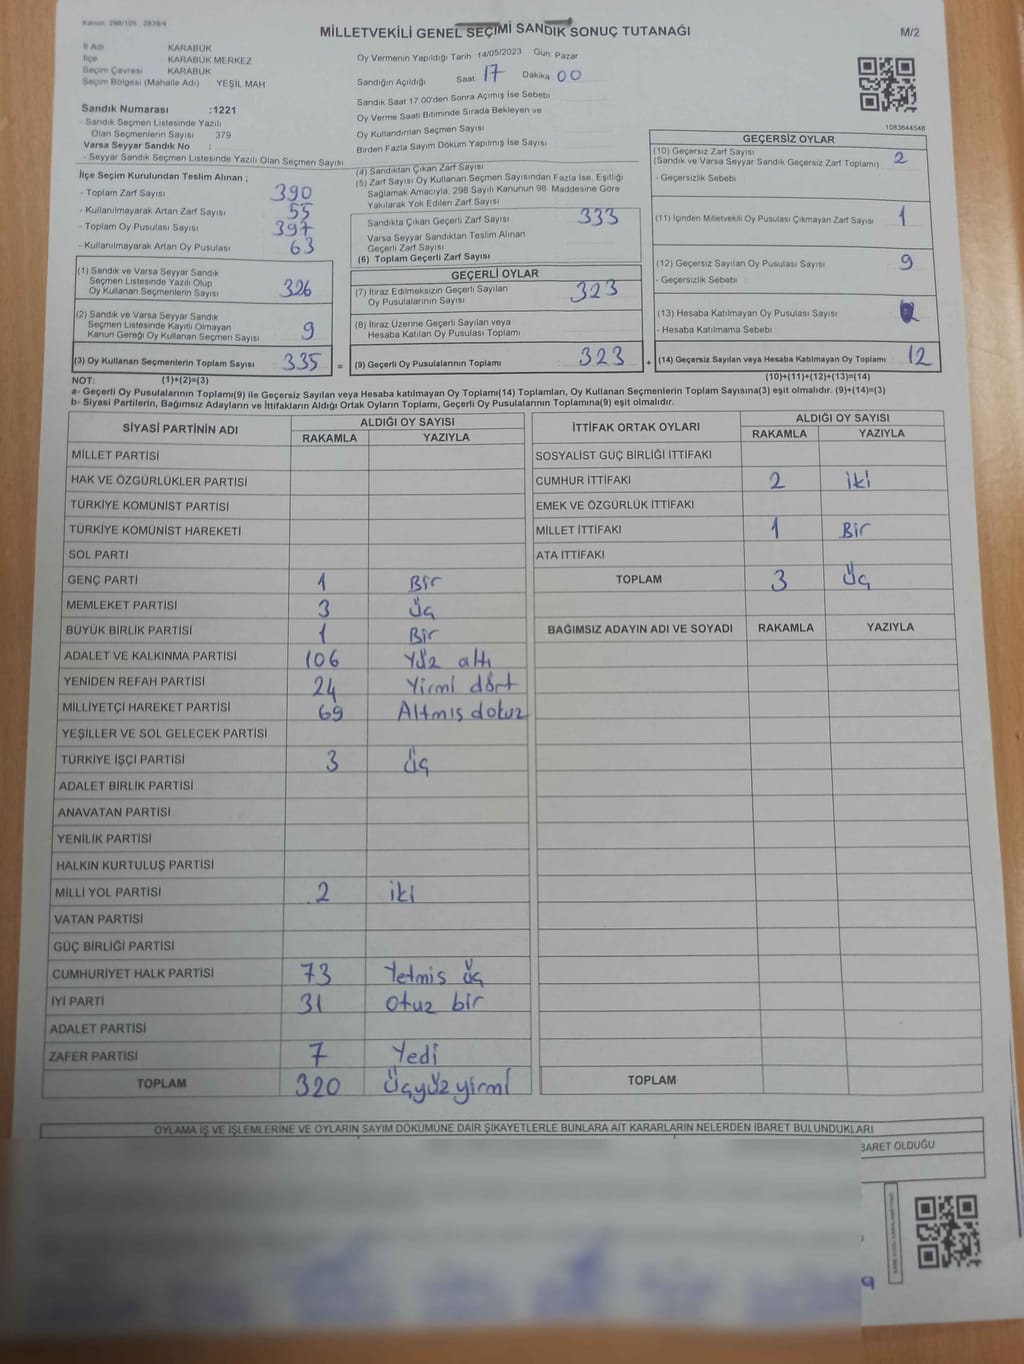 Kanun: 298/105 , 2839/4
MİLLETVEKİLİ GENEL SEÇİMİ SANDIK SONUÇ TUTANAĞI
M/2
İl Adı KARABÜK
İlçe KARABÜK MERKEZ
Seçim Çevresi KARABÜK
Seçim Bölgesi (Mahalle Adı) : YEŞİL MAH
Sandık Numarası :1221
- Sandık Seçmen Listesinde Yazılı
Olan Seçmenlerin Sayısı 379
Varsa Seyyar Sandık No :
- Seyyar Sandık Seçmen Listesinde Yazılı Olan Seçmen Sayısı
Oy Vermenin Yapıldığı Tarih 14/05/2023 Gün Pazar
Sandığın Açıldığı Saat 17 Dakika 00
Sandık Saat 17.00'den Sonra Açılmış İse Sebebi
Oy Verme Saati Bitiminde Sırada Bekleyen ve
Oy Kullandırılan Seçmen Sayısı
Birden Fazla Sayım Döküm Yapılmış İse Sayısı
1083644548
İlçe Seçim Kurulundan Teslim Alınan ;
- Toplam Zarf Sayısı 390
- Kullanılmayarak Artan Zarf Sayısı 55
- Toplam Oy Pusulası Sayısı 397
- Kullanılmayarak Artan Oy Pusulası 63
(1) Sandık ve Varsa Seyyar Sandık
Seçmen Listesinde Yazılı Olup
Oy Kullanan Seçmenlerin Sayısı 326
(2) Sandık ve Varsa Seyyar Sandık
Seçmen Listesinde Kayıtlı Olmayan
Kanun Gereği Oy Kullanan Seçmen Sayısı 9
(3) Oy Kullanan Seçmenlerin Toplam Sayısı 335 =
(4) Sandıktan Çıkan Zarf Sayısı
(5) Zarf Sayısı Oy Kullanan Seçmen Sayısından Fazla İse, Eşitliği
Sağlamak Amacıyla, 298 Sayılı Kanunun 98. Maddesine Göre
Yakılarak Yok Edilen Zarf Sayısı
Sandıkta Çıkan Geçerli Zarf Sayısı 333
Varsa Seyyar Sandıktan Teslim Alınan
Geçerli Zarf Sayısı
(6) Toplam Geçerli Zarf Sayısı
GEÇERLİ OYLAR
(7) İtiraz Edilmeksizin Geçerli Sayılan
Oy Pusulalarının Sayısı 323
(8) İtiraz Üzerine Geçerli Sayılan veya
Hesaba Katılan Oy Pusulası Toplamı
(9) Geçerli Oy Pusulalarının Toplamı 323 +
GEÇERSİZ OYLAR
(10) Geçersiz Zarf Sayısı
(Sandık ve Varsa Seyyar Sandık Geçersiz Zarf Toplamı) 2
- Geçersizlik Sebebi
(11) İçinden Milletvekili Oy Pusulası Çıkmayan Zarf Sayısı 1
(12) Geçersiz Sayılan Oy Pusulası Sayısı 9
- Geçersizlik Sebebi
(13) Hesaba Katılmayan Oy Pusulası Sayısı
- Hesaba Katılmama Sebebi
(14) Geçersiz Sayılan veya Hesaba Katılmayan Oy Toplamı 12
NOT: (1)+(2)=(3) (10)+(11)+(12)+(13)=(14)
a- Geçerli Oy Pusulalarının Toplamı(9) ile Geçersiz Sayılan veya Hesaba katılmayan Oy Toplamı(14) Toplamları, Oy Kullanan Seçmenlerin Toplam Sayısına(3) eşit olmalıdır. (9)+(14)=(3)
b- Siyasi Partilerin, Bağımsız Adayların ve İttifakların Aldığı Ortak Oyların Toplamı, Geçerli Oy Pusulalarının Toplamına(9) eşit olmalıdır.
SİYASİ PARTİNİN ADI ALDIĞI OY SAYISI
RAKAMLA YAZIYLA
MİLLET PARTİSİ
HAK VE ÖZGÜRLÜKLER PARTİSİ
TÜRKİYE KOMÜNİST PARTİSİ
TÜRKİYE KOMÜNİST HAREKETİ
SOL PARTİ
GENÇ PARTİ 1 Bir
MEMLEKET PARTİSİ 3 Üç
BÜYÜK BİRLİK PARTİSİ 1 Bir
ADALET VE KALKINMA PARTİSİ 106 Yüz altı
YENİDEN REFAH PARTİSİ 24 Yirmi dört
MİLLİYETÇİ HAREKET PARTİSİ 69 Altmış dokuz
YEŞİLLER VE SOL GELECEK PARTİSİ
TÜRKİYE İŞÇİ PARTİSİ 3 Üç
ADALET BİRLİK PARTİSİ
ANAVATAN PARTİSİ
YENİLİK PARTİSİ
HALKIN KURTULUŞ PARTİSİ
MİLLİ YOL PARTİSİ 2 iki
VATAN PARTİSİ
GÜÇ BİRLİĞİ PARTİSİ
CUMHURİYET HALK PARTİSİ 73 Yetmiş üç
İYİ PARTİ 31 Otuz bir
ADALET PARTİSİ
ZAFER PARTİSİ 7 Yedi
TOPLAM 320 Üçyüz yirmi
İTTİFAK ORTAK OYLARI ALDIĞI OY SAYISI
RAKAMLA YAZIYLA
SOSYALİST GÜÇ BİRLİĞİ İTTİFAKI
CUMHUR İTTİFAKI 2 iki
EMEK VE ÖZGÜRLÜK İTTİFAKI
MİLLET İTTİFAKI 1 Bir
ATA İTTİFAKI
TOPLAM 3 Üç
BAĞIMSIZ ADAYIN ADI VE SOYADI RAKAMLA YAZIYLA
TOPLAM
OYLAMA İŞ VE İŞLEMLERİNE VE OYLARIN SAYIM DÖKÜMÜNE DAİR ŞİKAYETLERLE BUNLARA AİT KARARLARIN NELERDEN İBARET BULUNDUKLARI
BARET OLDUĞU